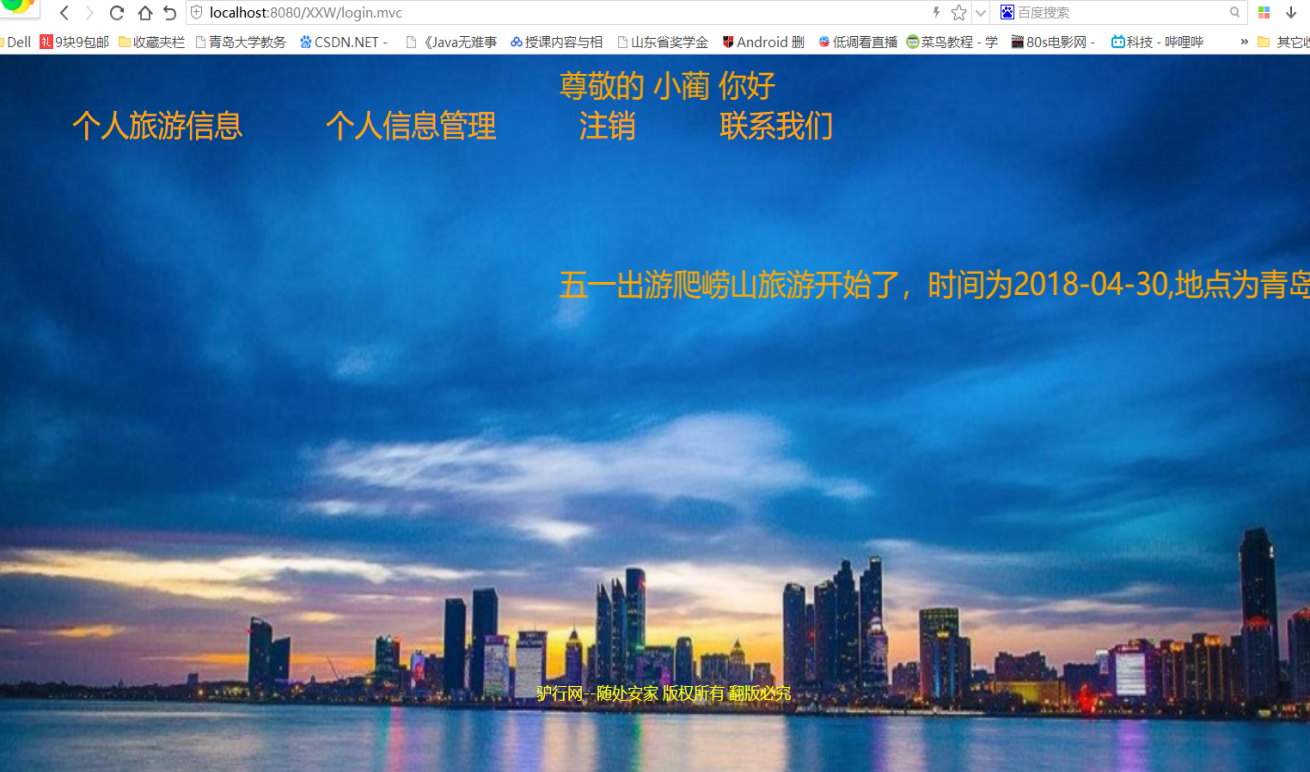 localhost:8080/XXW/login.mvc
百度搜索
Dell 9块9包邮 收藏夹栏 青岛大学教务 CSDN.NET - 《Java无难事 授课内容与相 山东省奖学金 Android 删 低调看直播 菜鸟教程 - 学 80s电影网 - 科技 - 哔哩哔 » 其它收
尊敬的 小蔺 你好
个人旅游信息 个人信息管理 注销 联系我们
五一出游爬崂山旅游开始了，时间为2018-04-30,地点为青岛
驴行网--随处安家 版权所有 翻版必究